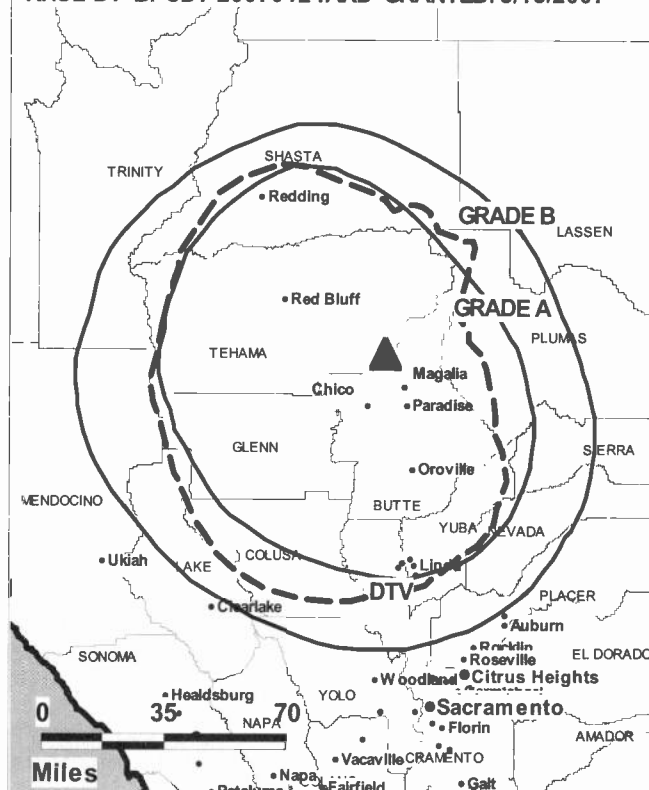 GRANTED
SHASTA
TRINITY
Redding
GRADE B
LASSEN
Red Bluff
GRADE A
PLUMAS
TEHAMA
Magalia
Chico
Paradise
GLENN
SIERRA
Oroville
MENDOCINO
BUTTE
YUBA
NEVADA
Ukiah
LAKE
COLUSA
Linda
DTV
PLACER
Clearlake
Auburn
Rocklin
SONOMA
Roseville
EL DORADO
Woodland
Citrus Heights
Healdsburg
YOLO
0 35 70
NAPA
Sacramento
Florin
AMADOR
Vacaville
CRAMENTO
Miles
Napa
Fairfield
Galt